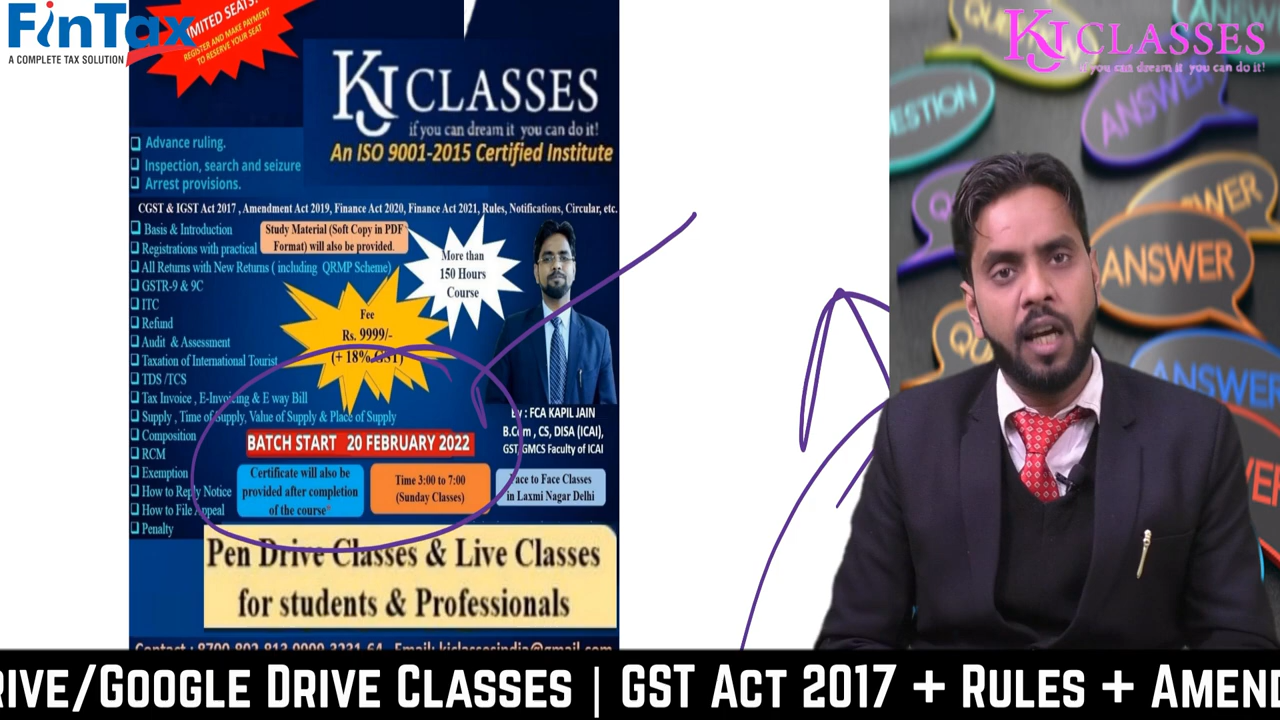 FinTax
A COMPLETE TAX SOLUTION
LIMITED SEATS!
REGISTER AND MAKE PAYMENT
TO RESERVE YOUR SEAT
KJ CLASSES
if you can dream it you can do it!
An ISO 9001-2015 Certified Institute
Advance ruling.
Inspection, search and seizure
Arrest provisions.
CGST & IGST Act 2017 , Amendment Act 2019, Finance Act 2020, Finance Act 2021, Rules, Notifications, Circular, etc.
Basis & Introduction
Registrations with practical
All Returns with New Returns ( including QRMP Scheme)
GSTR-9 & 9C
ITC
Refund
Audit & Assessment
Taxation of International Tourist
TDS /TCS
Tax Invoice , E-Invoicing & E way Bill
Supply , Time of Supply, Value of Supply & Place of Supply
Composition
RCM
Exemption
How to Reply Notice
How to File Appeal
Penalty
Study Material (Soft Copy in PDF
Format) will also be provided.
More than
150 Hours
Course
Fee
Rs. 9999/-
(+ 18% GST)
BATCH START 20 FEBRUARY 2022
Certificate will also be
provided after completion
of the course*
Time 3:00 to 7:00
(Sunday Classes)
By : FCA KAPIL JAIN
B.Com , CS, DISA (ICAI),
GST/GMCS Faculty of ICAI
Face to Face Classes
in Laxmi Nagar Delhi
Pen Drive Classes & Live Classes
for students & Professionals
Email: kjclassesindia@gmail.com
KJ CLASSES
if you can dream it you can do it!
ESTION
ANSWER
ANSWER
ANSWER
ANSWER
RIVE/GOOGLE DRIVE CLASSES | GST ACT 2017 + RULES + AMEND